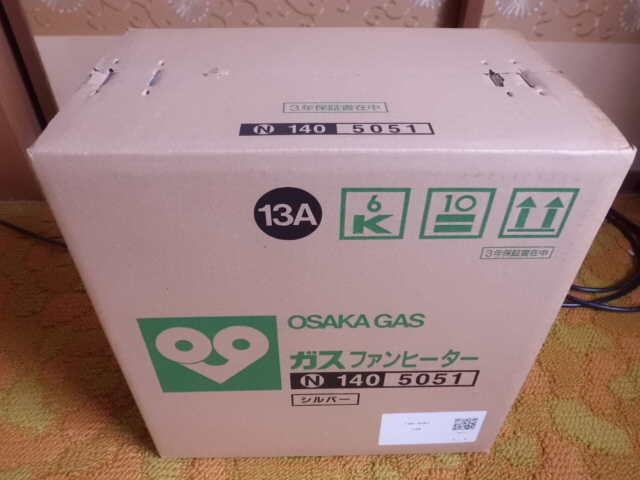 3年保証書在中
N 140 5051
13A
6
K
10
3年保証書在中
OSAKA GAS
ガスファンヒーター
N 140 5051
シルバー